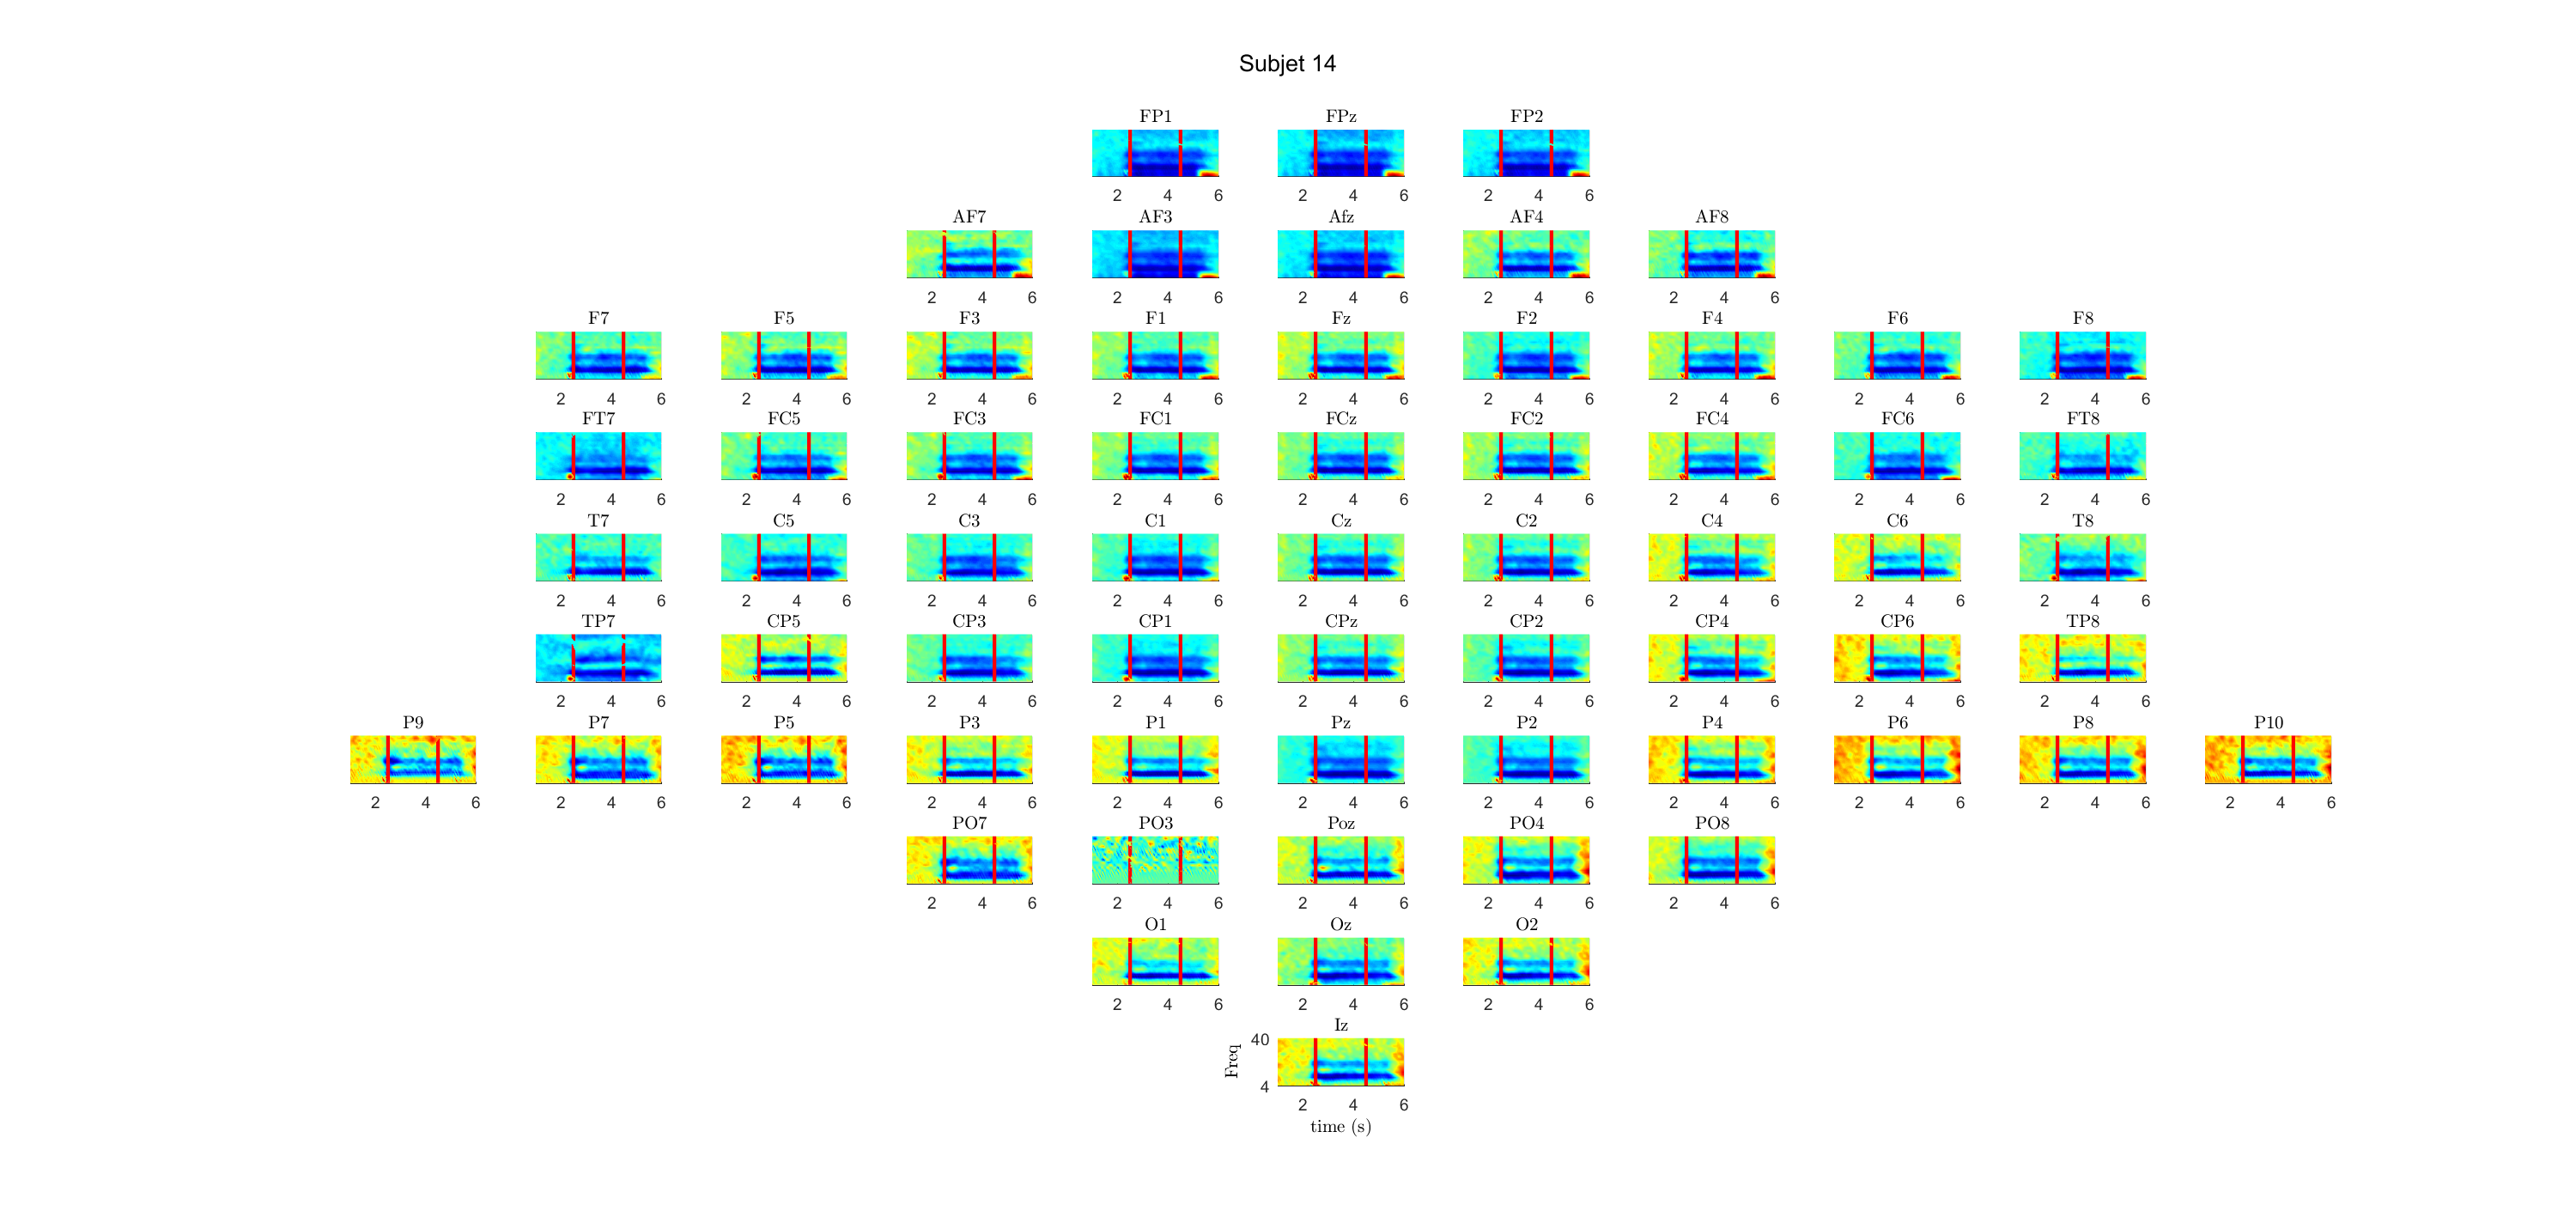 Subjet 14
FP1 FPz FP2
2 4 6 2 4 6 2 4 6
AF7 AF3 Afz AF4 AF8
2 4 6 2 4 6 2 4 6 2 4 6 2 4 6
F7 F5 F3 F1 Fz F2 F4 F6 F8
2 4 6 2 4 6 2 4 6 2 4 6 2 4 6 2 4 6 2 4 6 2 4 6 2 4 6
FT7 FC5 FC3 FC1 FCz FC2 FC4 FC6 FT8
2 4 6 2 4 6 2 4 6 2 4 6 2 4 6 2 4 6 2 4 6 2 4 6 2 4 6
T7 C5 C3 C1 Cz C2 C4 C6 T8
2 4 6 2 4 6 2 4 6 2 4 6 2 4 6 2 4 6 2 4 6 2 4 6 2 4 6
TP7 CP5 CP3 CP1 CPz CP2 CP4 CP6 TP8
2 4 6 2 4 6 2 4 6 2 4 6 2 4 6 2 4 6 2 4 6 2 4 6 2 4 6
P9 P7 P5 P3 P1 Pz P2 P4 P6 P8 P10
2 4 6 2 4 6 2 4 6 2 4 6 2 4 6 2 4 6 2 4 6 2 4 6 2 4 6 2 4 6 2 4 6
PO7 PO3 Poz PO4 PO8
2 4 6 2 4 6 2 4 6 2 4 6 2 4 6
O1 Oz O2
2 4 6 2 4 6 2 4 6
Iz
40
Freq
4
2 4 6
time (s)